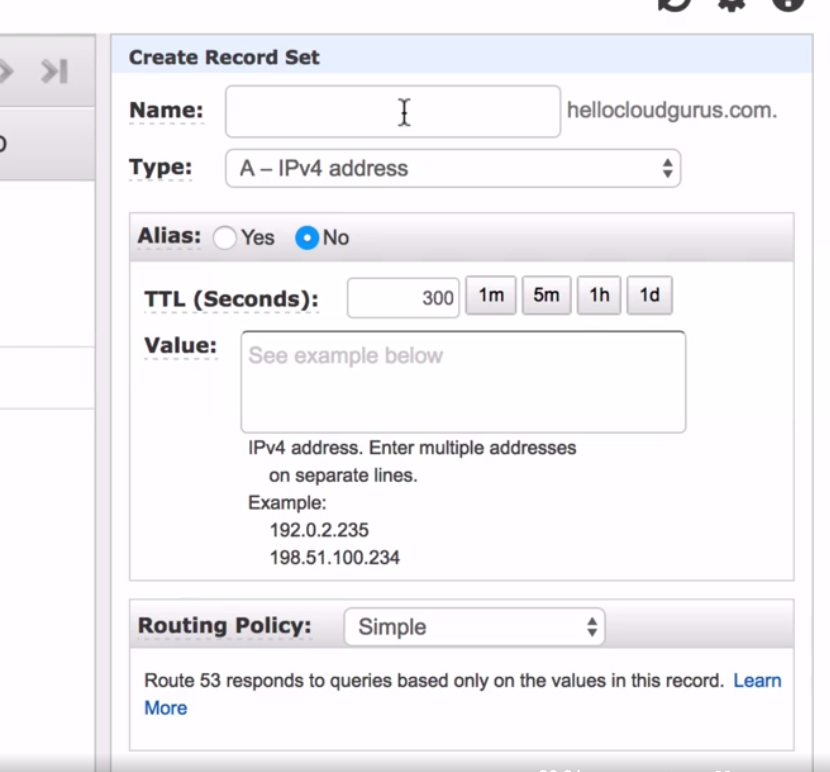 Create Record Set
Name: hellocloudgurus.com.
Type: A – IPv4 address
Alias: Yes No
TTL (Seconds): 300 1m 5m 1h 1d
Value: See example below
IPv4 address. Enter multiple addresses
on separate lines.
Example:
192.0.2.235
198.51.100.234
Routing Policy: Simple
Route 53 responds to queries based only on the values in this record. Learn
More